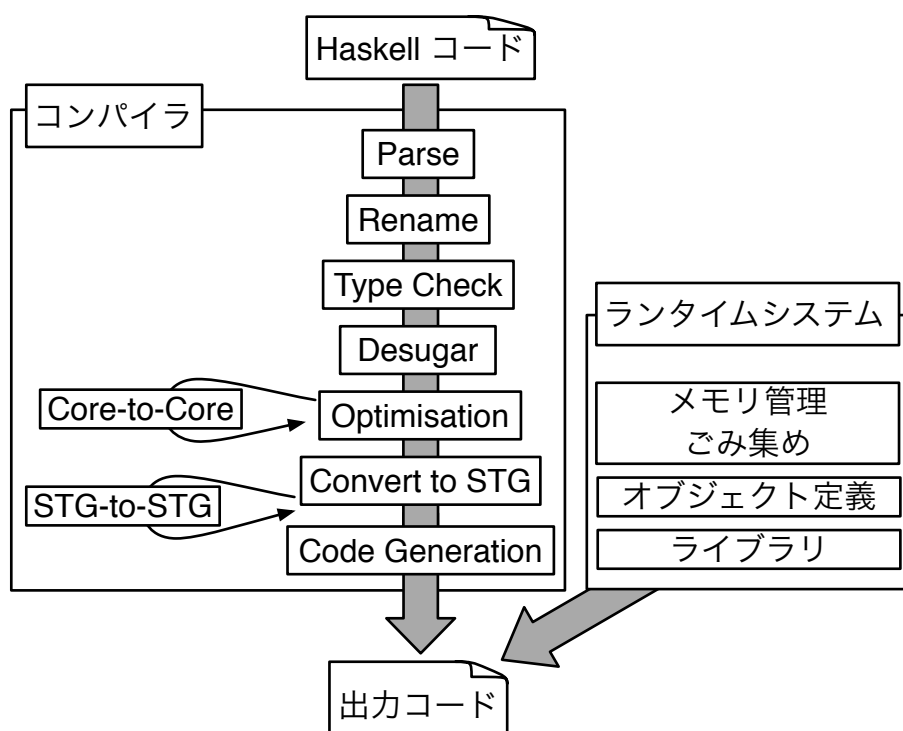 Haskell コード
コンパイラ
Parse
Rename
Type Check
Desugar
Core-to-Core
Optimisation
Convert to STG
STG-to-STG
Code Generation
ランタイムシステム
メモリ管理
ごみ集め
オブジェクト定義
ライブラリ
出力コード